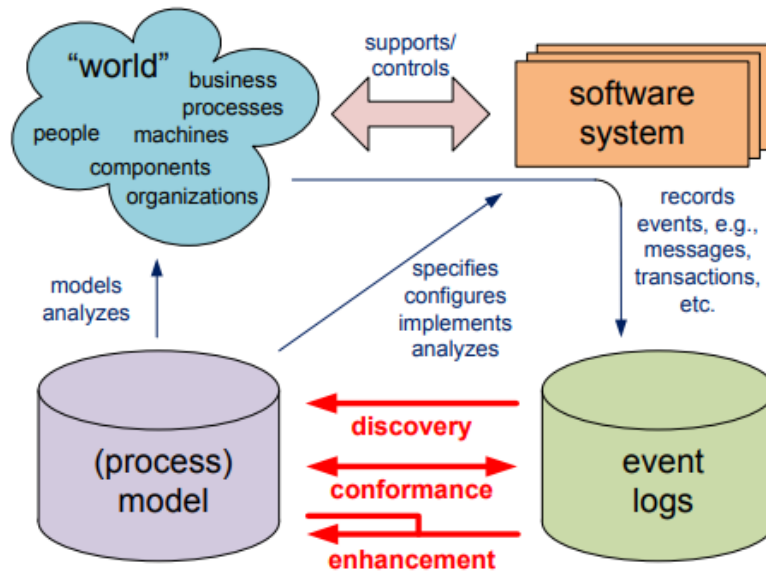 “world”
business
processes
people
machines
components
organizations
supports/
controls
software
system
records
events, e.g.,
messages,
transactions,
etc.
models
analyzes
specifies
configures
implements
analyzes
(process)
model
discovery
conformance
enhancement
event
logs